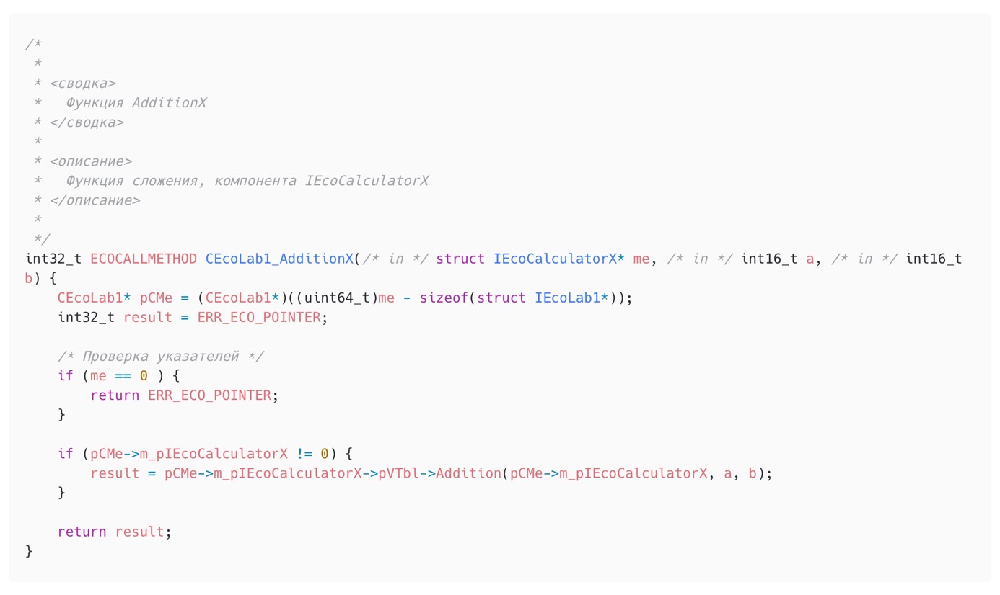 /*
 *
 * <сводка>
 *   Функция AdditionX
 * </сводка>
 *
 * <описание>
 *   Функция сложения, компонента IEcoCalculatorX
 * </описание>
 *
 */
int32_t ECOCALLMETHOD CEcoLab1_AdditionX(/* in */ struct IEcoCalculatorX* me, /* in */ int16_t a, /* in */ int16_t
b) {
    CEcoLab1* pCMe = (CEcoLab1*)((uint64_t)me - sizeof(struct IEcoLab1*));
    int32_t result = ERR_ECO_POINTER;

    /* Проверка указателей */
    if (me == 0 ) {
        return ERR_ECO_POINTER;
    }

    if (pCMe->m_pIEcoCalculatorX != 0) {
        result = pCMe->m_pIEcoCalculatorX->pVTbl->Addition(pCMe->m_pIEcoCalculatorX, a, b);
    }

    return result;
}